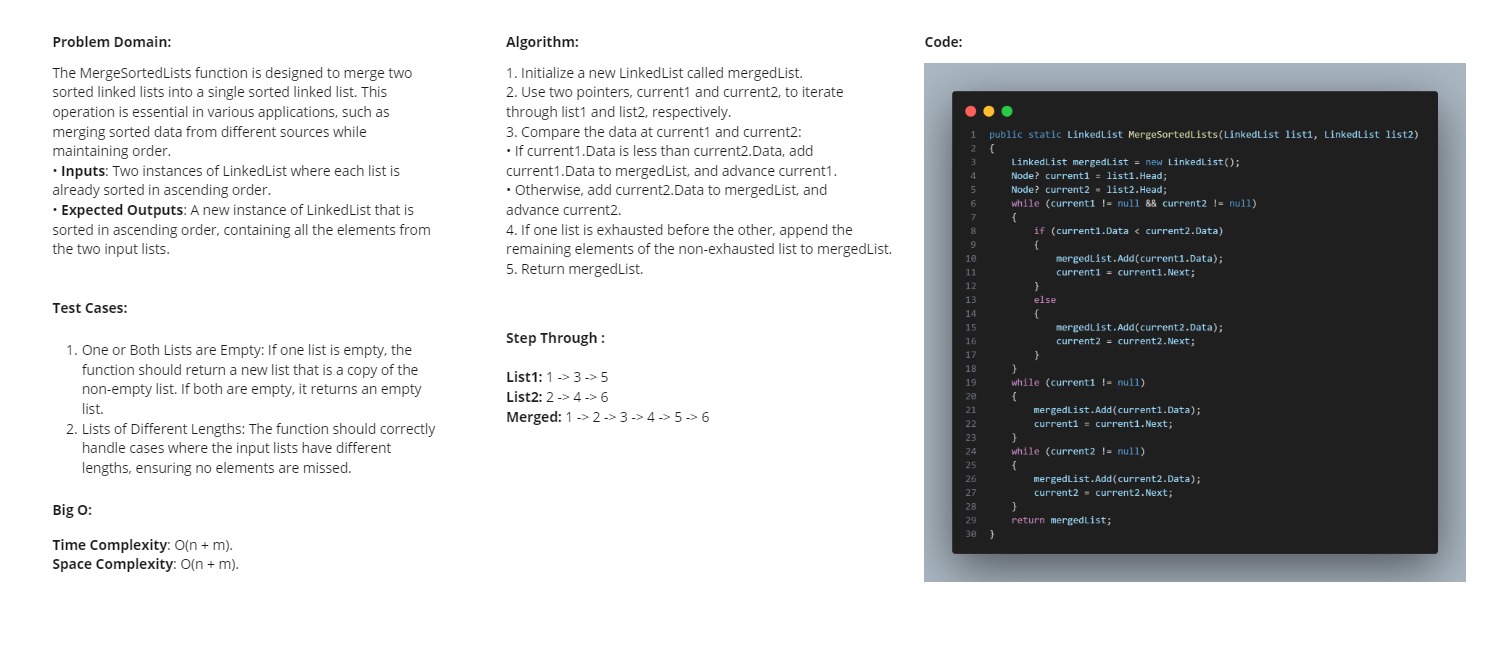 Problem Domain:
The MergeSortedLists function is designed to merge two
sorted linked lists into a single sorted linked list. This
operation is essential in various applications, such as
merging sorted data from different sources while
maintaining order.
• Inputs: Two instances of LinkedList where each list is
already sorted in ascending order.
• Expected Outputs: A new instance of LinkedList that is
sorted in ascending order, containing all the elements from
the two input lists.
Test Cases:
1. One or Both Lists are Empty: If one list is empty, the
function should return a new list that is a copy of the
non-empty list. If both are empty, it returns an empty
list.
2. Lists of Different Lengths: The function should correctly
handle cases where the input lists have different
lengths, ensuring no elements are missed.
Big O:
Time Complexity: O(n + m).
Space Complexity: O(n + m).
Algorithm:
1. Initialize a new LinkedList called mergedList.
2. Use two pointers, current1 and current2, to iterate
through list1 and list2, respectively.
3. Compare the data at current1 and current2:
• If current1.Data is less than current2.Data, add
current1.Data to mergedList, and advance current1.
• Otherwise, add current2.Data to mergedList, and
advance current2.
4. If one list is exhausted before the other, append the
remaining elements of the non-exhausted list to mergedList.
5. Return mergedList.
Step Through :
List1: 1 -> 3 -> 5
List2: 2 -> 4 -> 6
Merged: 1 -> 2 -> 3 -> 4 -> 5 -> 6
Code:
1 public static LinkedList MergeSortedLists(LinkedList list1, LinkedList list2)
2 {
3 LinkedList mergedList = new LinkedList();
4 Node? current1 = list1.Head;
5 Node? current2 = list2.Head;
6 while (current1 != null && current2 != null)
7 {
8 if (current1.Data < current2.Data)
9 {
10 mergedList.Add(current1.Data);
11 current1 = current1.Next;
12 }
13 else
14 {
15 mergedList.Add(current2.Data);
16 current2 = current2.Next;
17 }
18 }
19 while (current1 != null)
20 {
21 mergedList.Add(current1.Data);
22 current1 = current1.Next;
23 }
24 while (current2 != null)
25 {
26 mergedList.Add(current2.Data);
27 current2 = current2.Next;
28 }
29 return mergedList;
30 }